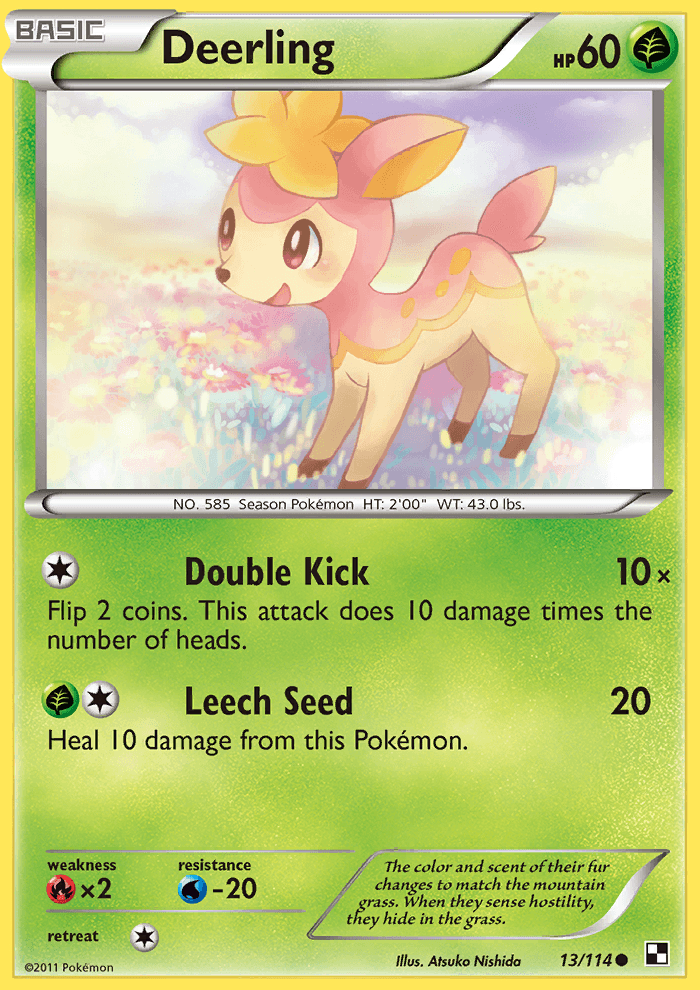 BASIC
Deerling
HP60
NO. 585 Season Pokémon HT: 2'00" WT: 43.0 lbs.
Double Kick 10×
Flip 2 coins. This attack does 10 damage times the
number of heads.
Leech Seed 20
Heal 10 damage from this Pokémon.
weakness
×2
resistance
-20
retreat
The color and scent of their fur
changes to match the mountain
grass. When they sense hostility,
they hide in the grass.
©2011 Pokémon
Illus. Atsuko Nishida
13/114